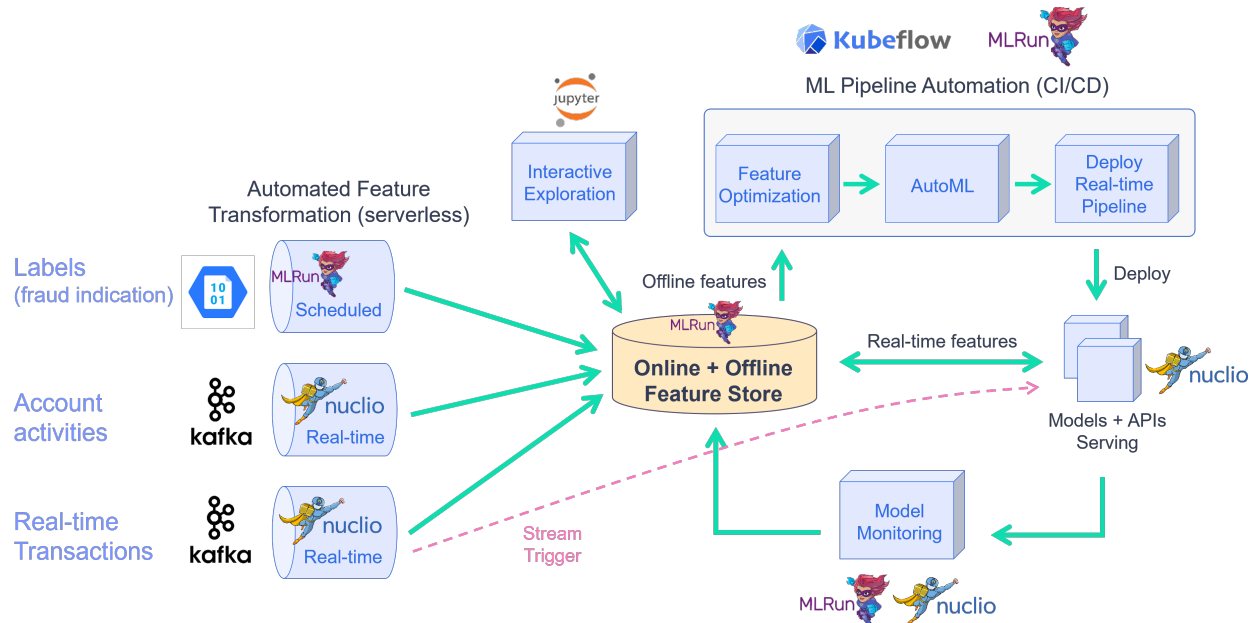 Kubeflow
MLRun
ML Pipeline Automation (CI/CD)
jupyter
Interactive
Exploration
Feature
Optimization
AutoML
Deploy
Real-time
Pipeline
Automated Feature
Transformation (serverless)
Labels
(fraud indication)
10
01
MLRun
Scheduled
Offline features
Deploy
MLRun
Online + Offline
Feature Store
Real-time features
nuclio
Models + APIs
Serving
Account
activities
kafka
nuclio
Real-time
Real-time
Transactions
kafka
nuclio
Real-time
Stream
Trigger
Model
Monitoring
MLRun
nuclio